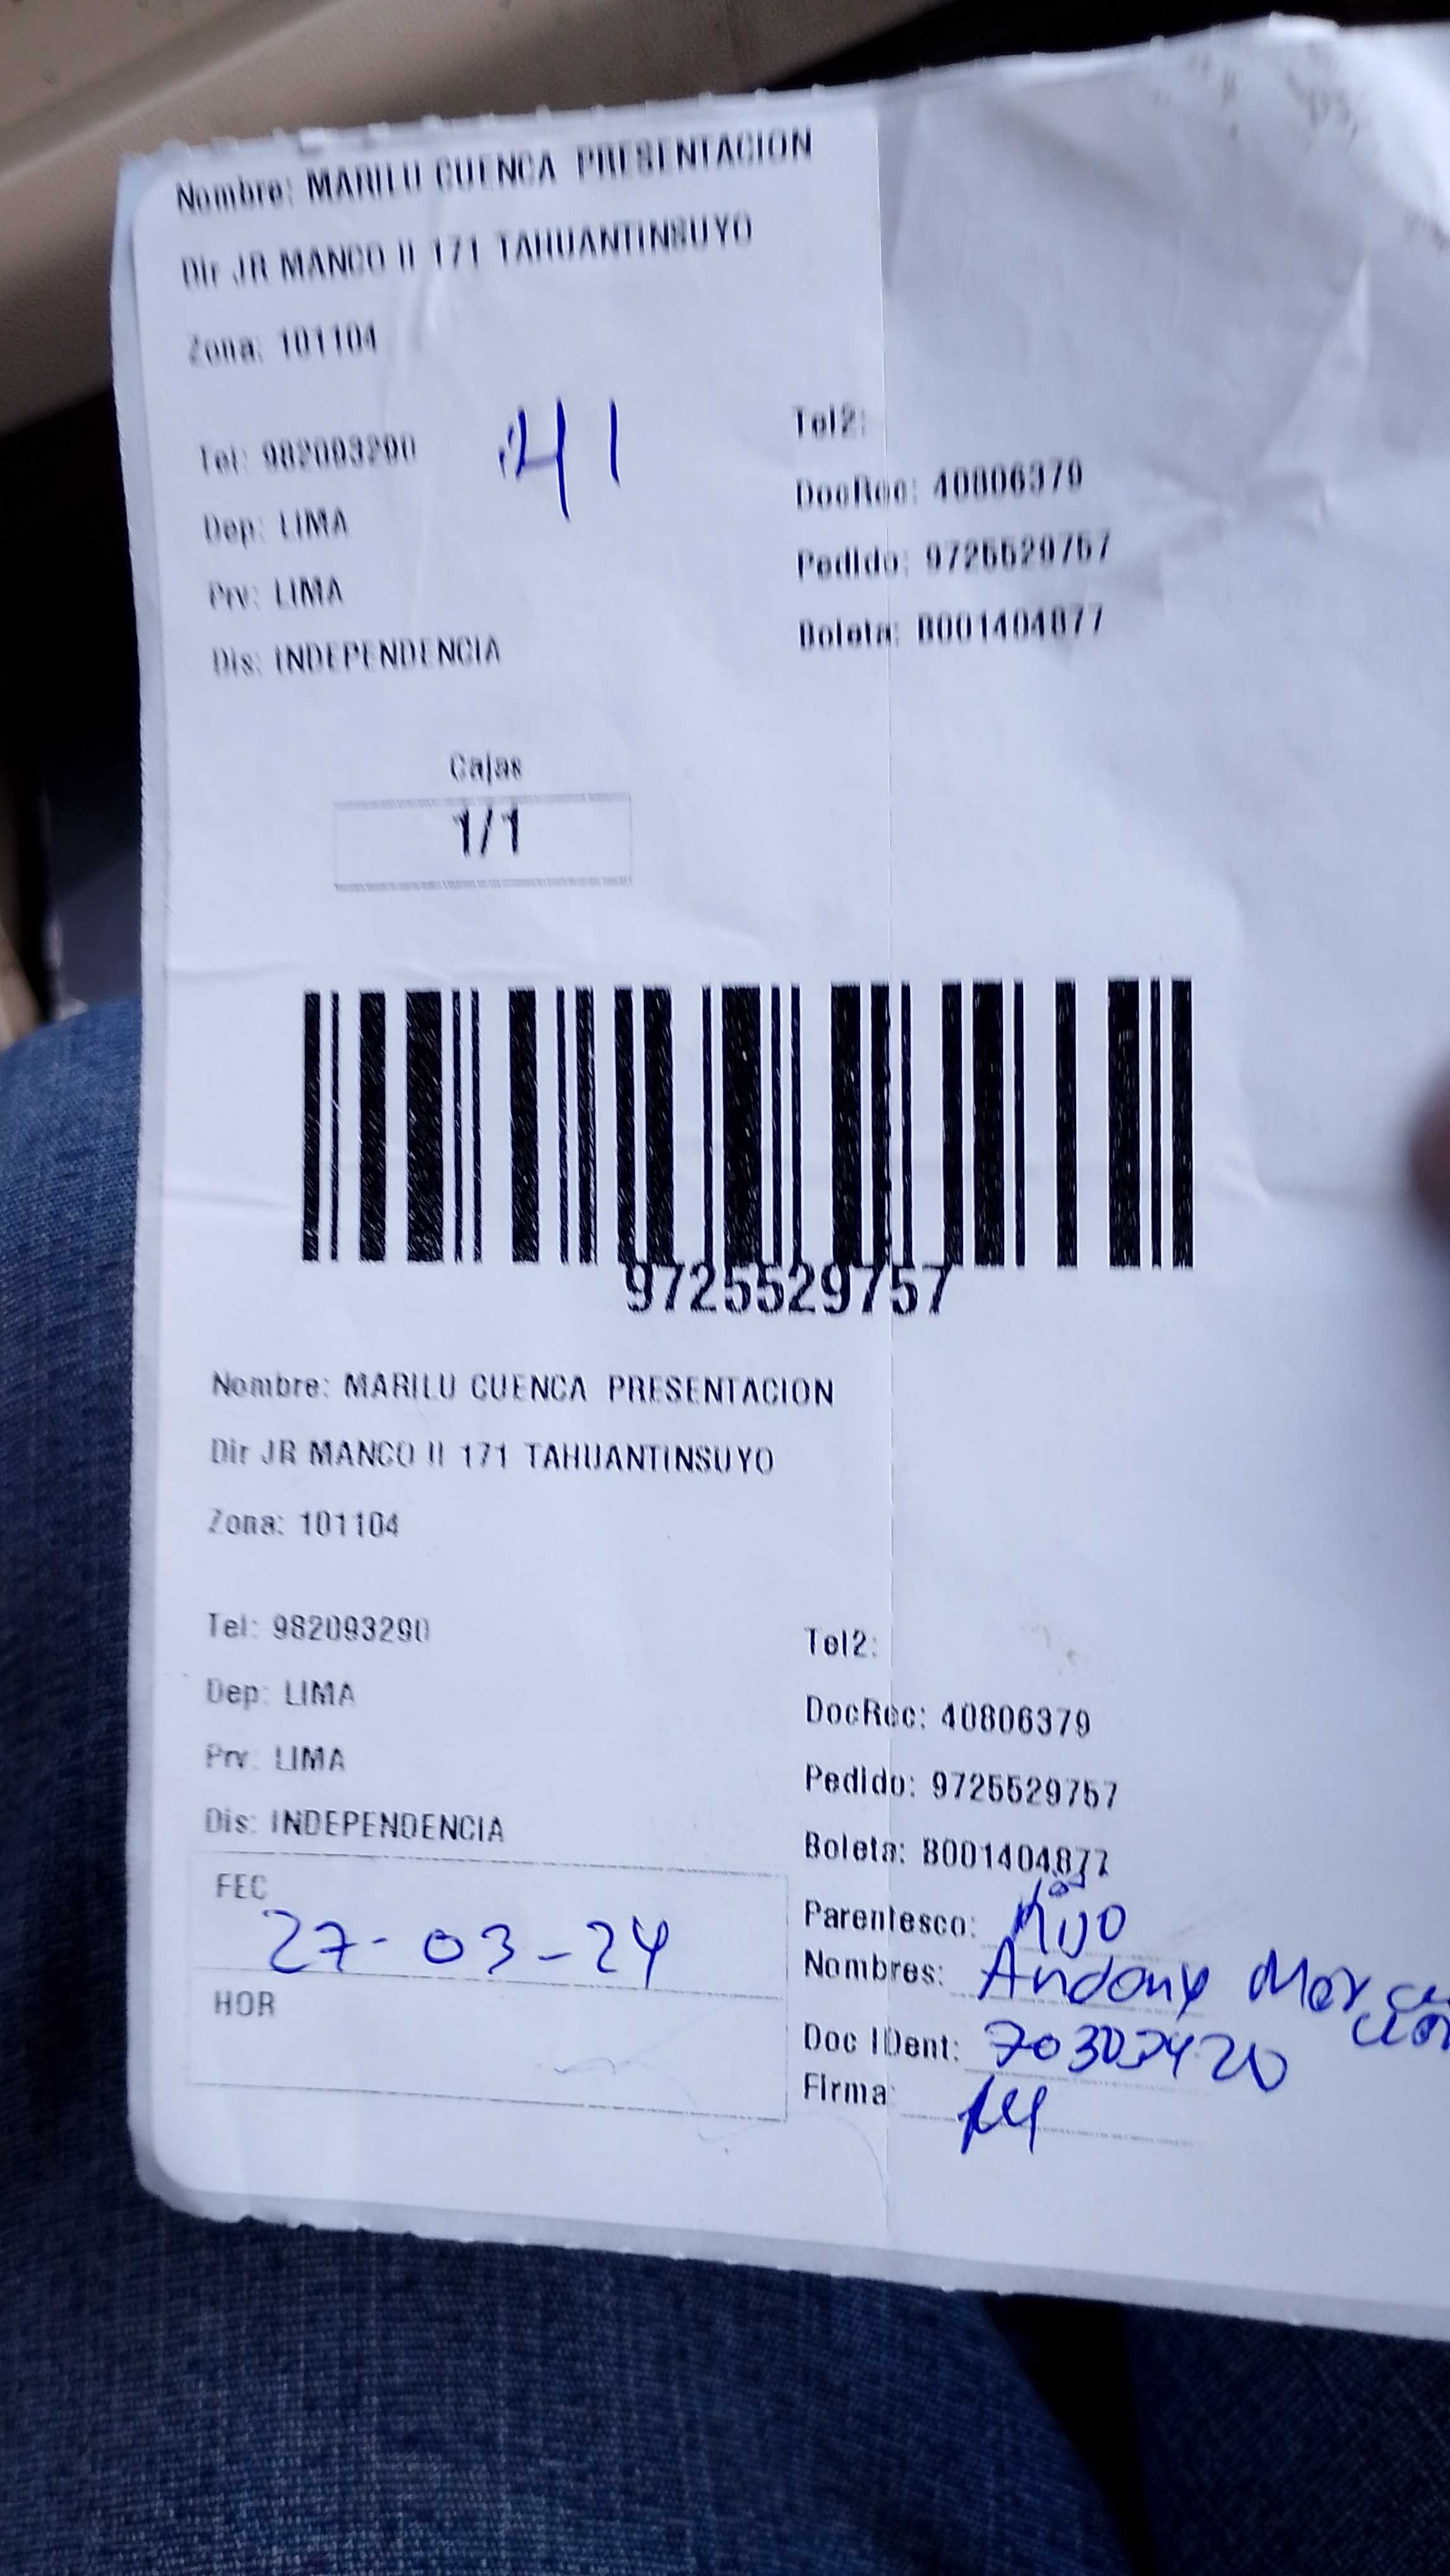 Nombre: MARILU CUENCA PRESENTACION
Dir JR MANCO II 171 TAHUANTINSUYO
Zona: 101104
41
Tel: 982093290
Tel2:
Dep: LIMA
DocRec: 40806379
Prv: LIMA
Pedido: 9725529757
Dis: INDEPENDENCIA
Boleta: B001404877
Cajas
1/1
9725529757
Nombre: MARILU CUENCA PRESENTACION
Dir JR MANCO II 171 TAHUANTINSUYO
Zona: 101104
Tel: 982093290
Tel2:
Dep: LIMA
DocRec: 40806379
Prv: LIMA
Pedido: 9725529757
Dis: INDEPENDENCIA
Boleta: B001404877
FEC
27-03-24
Parentesco: Hijo
Nombres: Andony
HOR
Doc IDent:
Firma